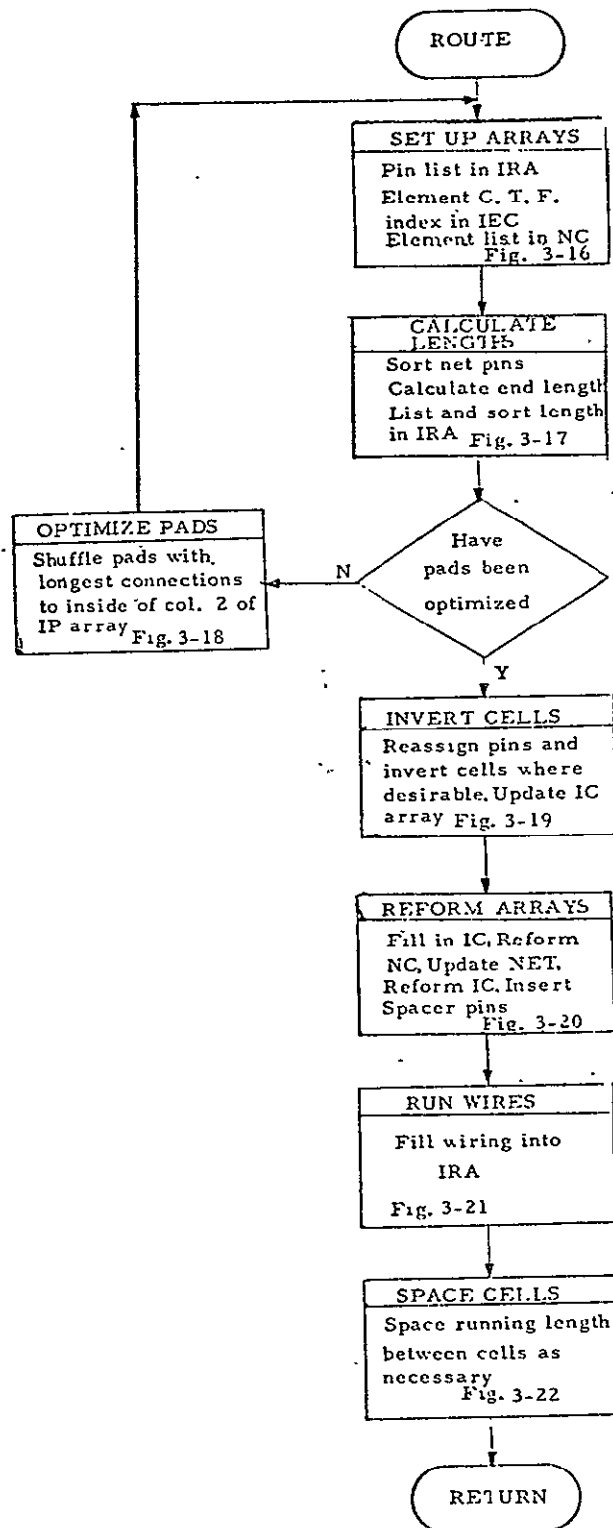 ROUTE
SET UP ARRAYS
Pin list in IRA
Element C. T. F.
index in IEC
Element list in NC
Fig. 3-16
CALCULATE
LENGTHS
Sort net pins
Calculate end length
List and sort length
in IRA Fig. 3-17
Have
pads been
optimized
N
Y
OPTIMIZE PADS
Shuffle pads with
longest connections
to inside of col. 2 of
IP array
Fig. 3-18
INVERT CELLS
Reassign pins and
invert cells where
desirable. Update IC
array Fig. 3-19
REFORM ARRAYS
Fill in IC, Reform
NC, Update NET,
Reform IC, Insert
Spacer pins
Fig. 3-20
RUN WIRES
Fill wiring into
IRA
Fig. 3-21
SPACE CELLS
Space running length
between cells as
necessary
Fig. 3-22
RETURN